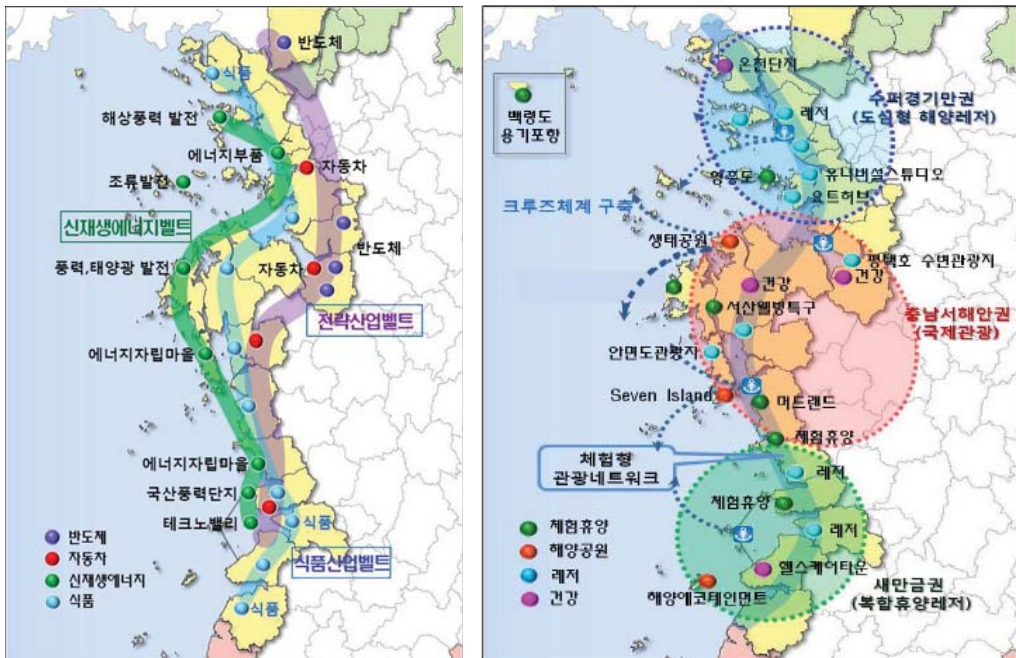 반도체
식품
해상풍력 발전
에너지부품
자동차
조류발전
신재생에너지벨트
반도체
풍력,태양광 발전
자동차
전략산업벨트
에너지자립마을
에너지자립마을
국산풍력단지
테크노밸리
식품
식품산업벨트
식품
반도체
자동차
신재생에너지
식품
백령도
용기포항
온천단지
레저
수퍼경기만권
(도심형 해양레저)
영흥도
유니버설스튜디오
요트허브
크루즈체계 구축
생태공원
평택호 수변관광지
건강
건강
서산웰빙특구
충남서해안권
(국제관광)
안면도관광지
Seven Island
머드랜드
체험휴양
체험형
관광네트워크
레저
체험휴양
레저
헬스케어타운
해양에코테인먼트
새만금권
(복합휴양레저)
체험휴양
해양공원
레저
건강